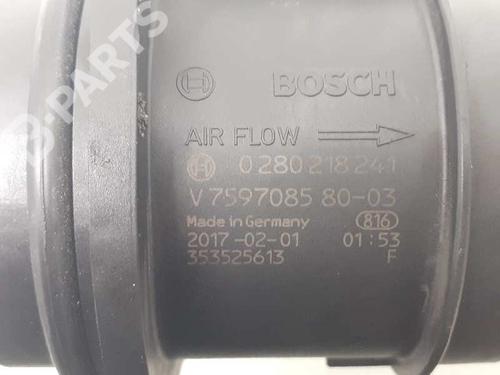 B-PARTS
BOSCH
AIR FLOW
0 280 218 241
V 7597085 80-03
Made in Germany 816
2017-02-01 01:53
353525613 F